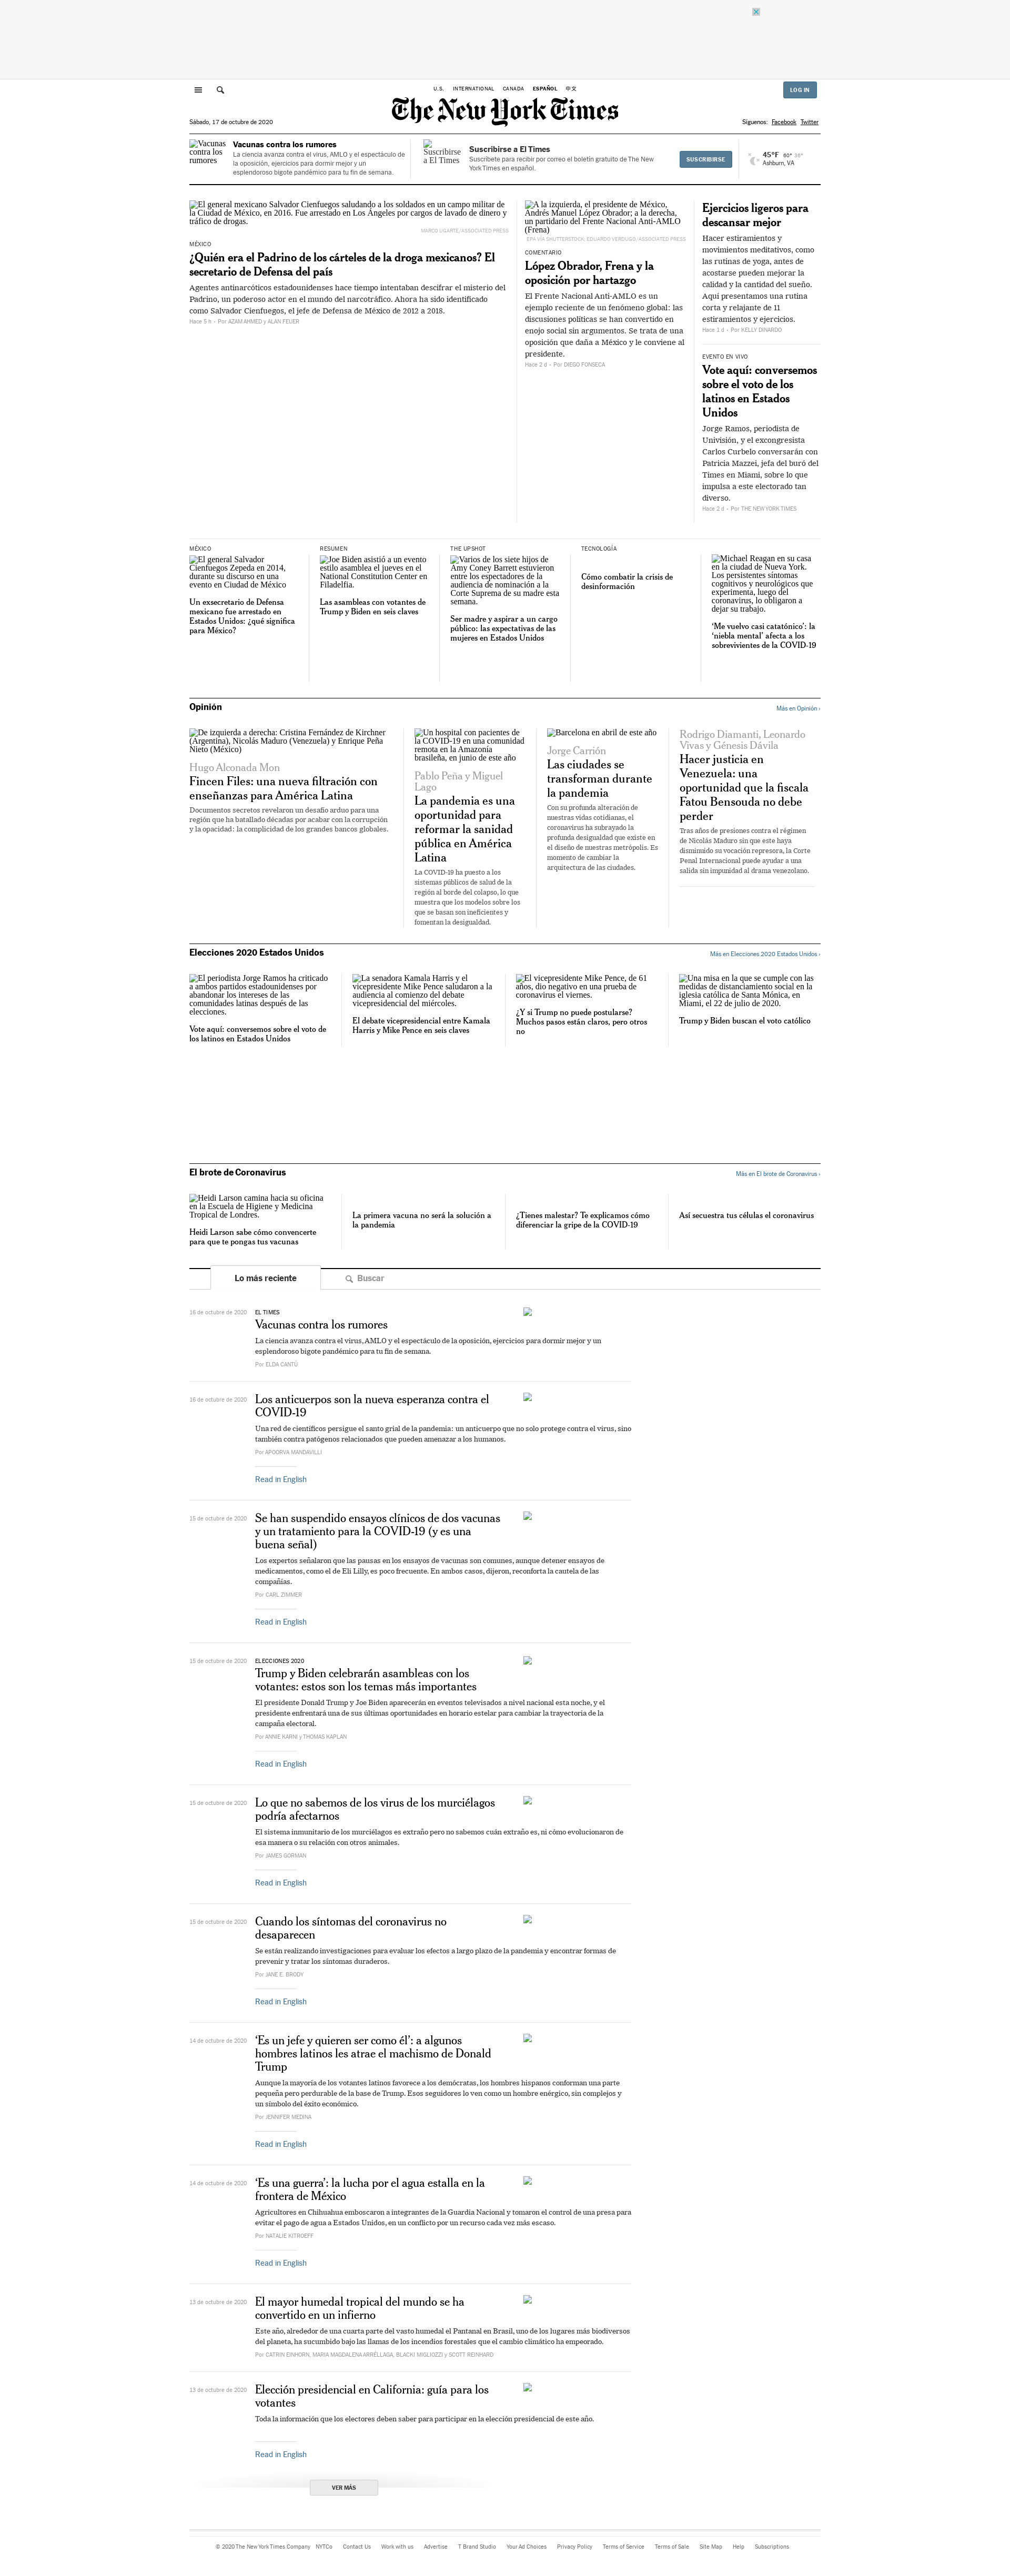 U.S. INTERNATIONAL CANADA ESPAÑOL 中文
LOG IN
The New York Times
Sábado, 17 de octubre de 2020
Síguenos: Facebook Twitter
Vacunas contra los rumores
Vacunas contra los rumores
La ciencia avanza contra el virus, AMLO y el espectáculo de
la oposición, ejercicios para dormir mejor y un
esplendoroso bigote pandémico para tu fin de semana.
Suscribirse a El Times
Suscribirse a El Times
Suscríbete para recibir por correo el boletín gratuito de The New
York Times en español.
SUSCRIBIRSE
45°F 60° 36°
Ashburn, VA
El general mexicano Salvador Cienfuegos saludando a los soldados en un campo militar de
la Ciudad de México, en 2016. Fue arrestado en Los Ángeles por cargos de lavado de dinero y
tráfico de drogas.
MARCO UGARTE/ASSOCIATED PRESS
MÉXICO
¿Quién era el Padrino de los cárteles de la droga mexicanos? El
secretario de Defensa del país
Agentes antinarcóticos estadounidenses hace tiempo intentaban descifrar el misterio del
Padrino, un poderoso actor en el mundo del narcotráfico. Ahora ha sido identificado
como Salvador Cienfuegos, el jefe de Defensa de México de 2012 a 2018.
Hace 5 h - Por AZAM AHMED y ALAN FEUER
A la izquierda, el presidente de México,
Andrés Manuel López Obrador; a la derecha,
un partidario del Frente Nacional Anti-AMLO
(Frena)
EPA VÍA SHUTTERSTOCK; EDUARDO VERDUGO/ASSOCIATED PRESS
COMENTARIO
López Obrador, Frena y la
oposición por hartazgo
El Frente Nacional Anti-AMLO es un
ejemplo reciente de un fenómeno global: las
discusiones políticas se han convertido en
enojo social sin argumentos. Se trata de una
oposición que daña a México y le conviene al
presidente.
Hace 2 d - Por DIEGO FONSECA
Ejercicios ligeros para
descansar mejor
Hacer estiramientos y
movimientos meditativos, como
las rutinas de yoga, antes de
acostarse pueden mejorar la
calidad y la cantidad del sueño.
Aquí presentamos una rutina
corta y relajante de 11
estiramientos y ejercicios.
Hace 1 d - Por KELLY DINARDO
EVENTO EN VIVO
Vote aquí: conversemos
sobre el voto de los
latinos en Estados
Unidos
Jorge Ramos, periodista de
Univisión, y el excongresista
Carlos Curbelo conversarán con
Patricia Mazzei, jefa del buró del
Times en Miami, sobre lo que
impulsa a este electorado tan
diverso.
Hace 2 d - Por THE NEW YORK TIMES
MÉXICO
El general Salvador
Cienfuegos Zepeda en 2014,
durante su discurso en una
evento en Ciudad de México
Un exsecretario de Defensa
mexicano fue arrestado en
Estados Unidos: ¿qué significa
para México?
RESUMEN
Joe Biden asistió a un evento
estilo asamblea el jueves en el
National Constitution Center en
Filadelfia.
Las asambleas con votantes de
Trump y Biden en seis claves
THE UPSHOT
Varios de los siete hijos de
Amy Coney Barrett estuvieron
entre los espectadores de la
audiencia de nominación a la
Corte Suprema de su madre esta
semana.
Ser madre y aspirar a un cargo
público: las expectativas de las
mujeres en Estados Unidos
TECNOLOGÍA
Cómo combatir la crisis de
desinformación
Michael Reagan en su casa
en la ciudad de Nueva York.
Los persistentes síntomas
cognitivos y neurológicos que
experimenta, luego del
coronavirus, lo obligaron a
dejar su trabajo.
‘Me vuelvo casi catatónico’: la
‘niebla mental’ afecta a los
sobrevivientes de la COVID-19
Opinión
Más en Opinión ›
De izquierda a derecha: Cristina Fernández de Kirchner
(Argentina), Nicolás Maduro (Venezuela) y Enrique Peña
Nieto (México)
Hugo Alconada Mon
Fincen Files: una nueva filtración con
enseñanzas para América Latina
Documentos secretos revelaron un desafío arduo para una
región que ha batallado décadas por acabar con la corrupción
y la opacidad: la complicidad de los grandes bancos globales.
Un hospital con pacientes de
la COVID-19 en una comunidad
remota en la Amazonía
brasileña, en junio de este año
Pablo Peña y Miguel
Lago
La pandemia es una
oportunidad para
reformar la sanidad
pública en América
Latina
La COVID-19 ha puesto a los
sistemas públicos de salud de la
región al borde del colapso, lo que
muestra que los modelos sobre los
que se basan son ineficientes y
fomentan la desigualdad.
Barcelona en abril de este año
Jorge Carrión
Las ciudades se
transforman durante
la pandemia
Con su profunda alteración de
nuestras vidas cotidianas, el
coronavirus ha subrayado la
profunda desigualdad que existe en
el diseño de nuestras metrópolis. Es
momento de cambiar la
arquitectura de las ciudades.
Rodrigo Diamanti, Leonardo
Vivas y Génesis Dávila
Hacer justicia en
Venezuela: una
oportunidad que la fiscala
Fatou Bensouda no debe
perder
Tras años de presiones contra el régimen
de Nicolás Maduro sin que este haya
disminuido su vocación represora, la Corte
Penal Internacional puede ayudar a una
salida sin impunidad al drama venezolano.
Elecciones 2020 Estados Unidos
Más en Elecciones 2020 Estados Unidos ›
El periodista Jorge Ramos ha criticado
a ambos partidos estadounidenses por
abandonar los intereses de las
comunidades latinas después de las
elecciones.
Vote aquí: conversemos sobre el voto de
los latinos en Estados Unidos
La senadora Kamala Harris y el
vicepresidente Mike Pence saludaron a la
audiencia al comienzo del debate
vicepresidencial del miércoles.
El debate vicepresidencial entre Kamala
Harris y Mike Pence en seis claves
El vicepresidente Mike Pence, de 61
años, dio negativo en una prueba de
coronavirus el viernes.
¿Y si Trump no puede postularse?
Muchos pasos están claros, pero otros
no
Una misa en la que se cumple con las
medidas de distanciamiento social en la
iglesia católica de Santa Mónica, en
Miami, el 22 de julio de 2020.
Trump y Biden buscan el voto católico
El brote de Coronavirus
Más en El brote de Coronavirus ›
Heidi Larson camina hacia su oficina
en la Escuela de Higiene y Medicina
Tropical de Londres.
Heidi Larson sabe cómo convencerte
para que te pongas tus vacunas
La primera vacuna no será la solución a
la pandemia
¿Tienes malestar? Te explicamos cómo
diferenciar la gripe de la COVID-19
Así secuestra tus células el coronavirus
Lo más reciente
Buscar
16 de octubre de 2020
EL TIMES
Vacunas contra los rumores
La ciencia avanza contra el virus, AMLO y el espectáculo de la oposición, ejercicios para dormir mejor y un
esplendoroso bigote pandémico para tu fin de semana.
Por ELDA CANTÚ
16 de octubre de 2020
Los anticuerpos son la nueva esperanza contra el
COVID-19
Una red de científicos persigue el santo grial de la pandemia: un anticuerpo que no solo protege contra el virus, sino
también contra patógenos relacionados que pueden amenazar a los humanos.
Por APOORVA MANDAVILLI
Read in English
15 de octubre de 2020
Se han suspendido ensayos clínicos de dos vacunas
y un tratamiento para la COVID-19 (y es una
buena señal)
Los expertos señalaron que las pausas en los ensayos de vacunas son comunes, aunque detener ensayos de
medicamentos, como el de Eli Lilly, es poco frecuente. En ambos casos, dijeron, reconforta la cautela de las
compañías.
Por CARL ZIMMER
Read in English
15 de octubre de 2020
ELECCIONES 2020
Trump y Biden celebrarán asambleas con los
votantes: estos son los temas más importantes
El presidente Donald Trump y Joe Biden aparecerán en eventos televisados a nivel nacional esta noche, y el
presidente enfrentará una de sus últimas oportunidades en horario estelar para cambiar la trayectoria de la
campaña electoral.
Por ANNIE KARNI y THOMAS KAPLAN
Read in English
15 de octubre de 2020
Lo que no sabemos de los virus de los murciélagos
podría afectarnos
El sistema inmunitario de los murciélagos es extraño pero no sabemos cuán extraño es, ni cómo evolucionaron de
esa manera o su relación con otros animales.
Por JAMES GORMAN
Read in English
15 de octubre de 2020
Cuando los síntomas del coronavirus no
desaparecen
Se están realizando investigaciones para evaluar los efectos a largo plazo de la pandemia y encontrar formas de
prevenir y tratar los síntomas duraderos.
Por JANE E. BRODY
Read in English
14 de octubre de 2020
‘Es un jefe y quieren ser como él’: a algunos
hombres latinos les atrae el machismo de Donald
Trump
Aunque la mayoría de los votantes latinos favorece a los demócratas, los hombres hispanos conforman una parte
pequeña pero perdurable de la base de Trump. Esos seguidores lo ven como un hombre enérgico, sin complejos y
un símbolo del éxito económico.
Por JENNIFER MEDINA
Read in English
14 de octubre de 2020
‘Es una guerra’: la lucha por el agua estalla en la
frontera de México
Agricultores en Chihuahua emboscaron a integrantes de la Guardia Nacional y tomaron el control de una presa para
evitar el pago de agua a Estados Unidos, en un conflicto por un recurso cada vez más escaso.
Por NATALIE KITROEFF
Read in English
13 de octubre de 2020
El mayor humedal tropical del mundo se ha
convertido en un infierno
Este año, alrededor de una cuarta parte del vasto humedal el Pantanal en Brasil, uno de los lugares más biodiversos
del planeta, ha sucumbido bajo las llamas de los incendios forestales que el cambio climático ha empeorado.
Por CATRIN EINHORN, MARIA MAGDALENA ARRÉLLAGA, BLACKI MIGLIOZZI y SCOTT REINHARD
13 de octubre de 2020
Elección presidencial en California: guía para los
votantes
Toda la información que los electores deben saber para participar en la elección presidencial de este año.
Read in English
VER MÁS
© 2020 The New York Times Company NYTCo Contact Us Work with us Advertise T Brand Studio Your Ad Choices Privacy Policy Terms of Service Terms of Sale Site Map Help Subscriptions